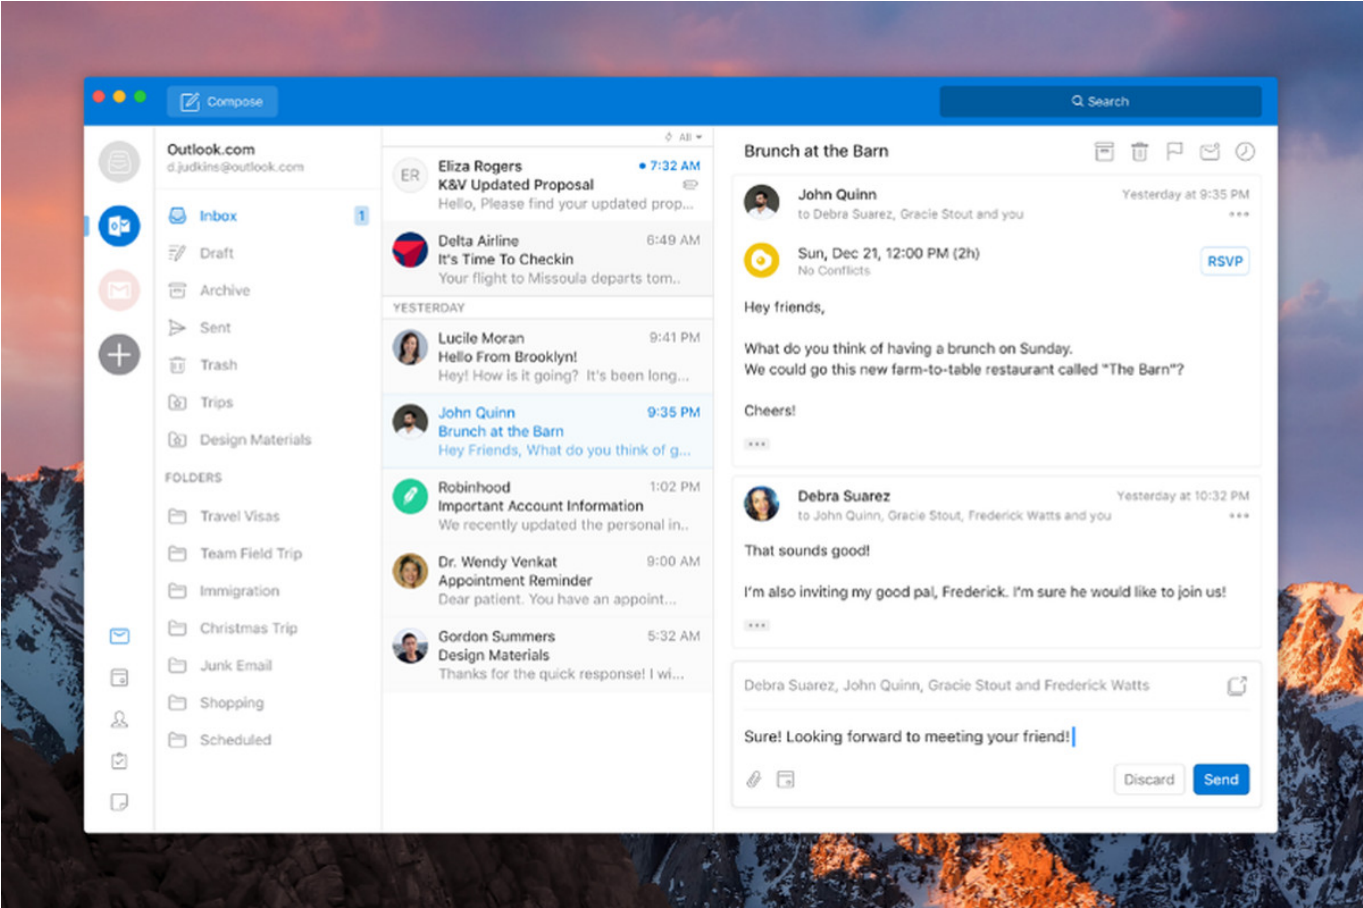 Compose
Search
Outlook.com
d.judkins@outlook.com
Inbox
1
Draft
Archive
Sent
Trash
Trips
Design Materials
FOLDERS
Travel Visas
Team Field Trip
Immigration
Christmas Trip
Junk Email
Shopping
Scheduled
All
ER
Eliza Rogers
7:32 AM
K&V Updated Proposal
Hello, Please find your updated prop...
Delta Airline
6:49 AM
It's Time To Checkin
Your flight to Missoula departs tom..
YESTERDAY
Lucile Moran
9:41 PM
Hello From Brooklyn!
Hey! How is it going? It's been long...
John Quinn
9:35 PM
Brunch at the Barn
Hey Friends, What do you think of g...
Robinhood
1:02 PM
Important Account Information
We recently updated the personal in..
Dr. Wendy Venkat
9:00 AM
Appointment Reminder
Dear patient. You have an appoint...
Gordon Summers
5:32 AM
Design Materials
Thanks for the quick response! I wi...
Brunch at the Barn
John Quinn
Yesterday at 9:35 PM
to Debra Suarez, Gracie Stout and you
Sun, Dec 21, 12:00 PM (2h)
No Conflicts
RSVP
Hey friends,
What do you think of having a brunch on Sunday.
We could go this new farm-to-table restaurant called "The Barn"?
Cheers!
Debra Suarez
Yesterday at 10:32 PM
to John Quinn, Gracie Stout, Frederick Watts and you
That sounds good!
I'm also inviting my good pal, Frederick. I'm sure he would like to join us!
Debra Suarez, John Quinn, Gracie Stout and Frederick Watts
Sure! Looking forward to meeting your friend!
Discard
Send